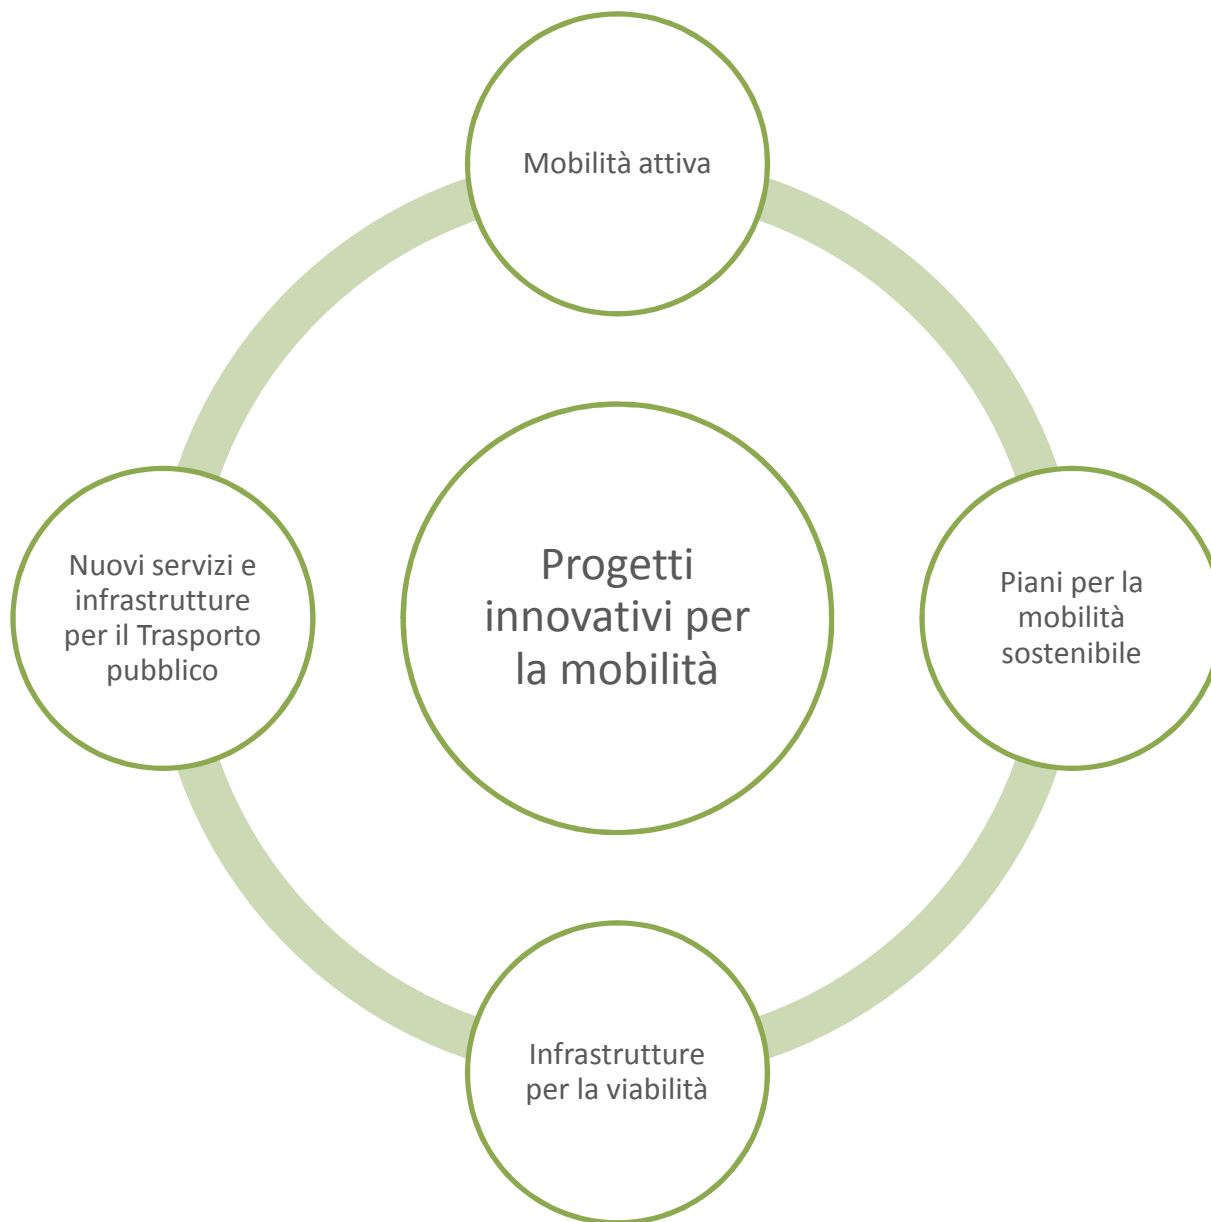 Mobilità attiva
Nuovi servizi e
infrastrutture
per il Trasporto
pubblico
Progetti
innovativi per
la mobilità
Piani per la
mobilità
sostenibile
Infrastrutture
per la viabilità